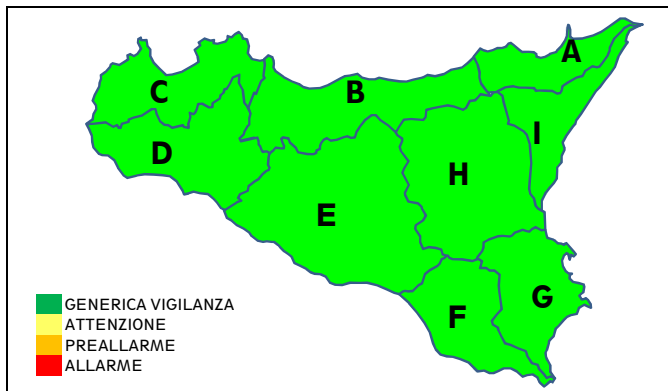 A
C
B
I
D
H
E
G
F
GENERICA VIGILANZA
ATTENZIONE
PREALLARME
ALLARME